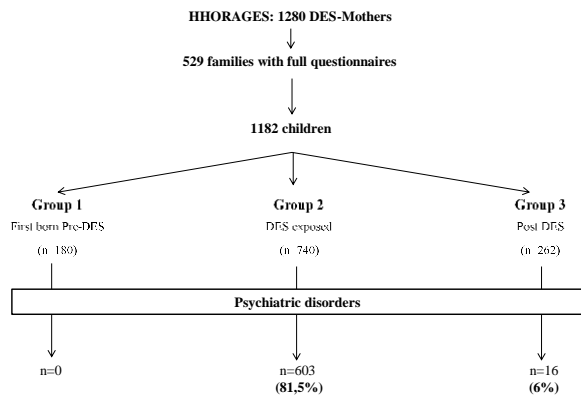 HHORAGES: 1280 DES-Mothers
529 families with full questionnaires
1182 children
Group 1 Group 2 Group 3
First born Pre-DES DES exposed Post DES
(n 180) (n 740) (n 262)
Psychiatric disorders
n=0 n=603 n=16
(81,5%) (6%)